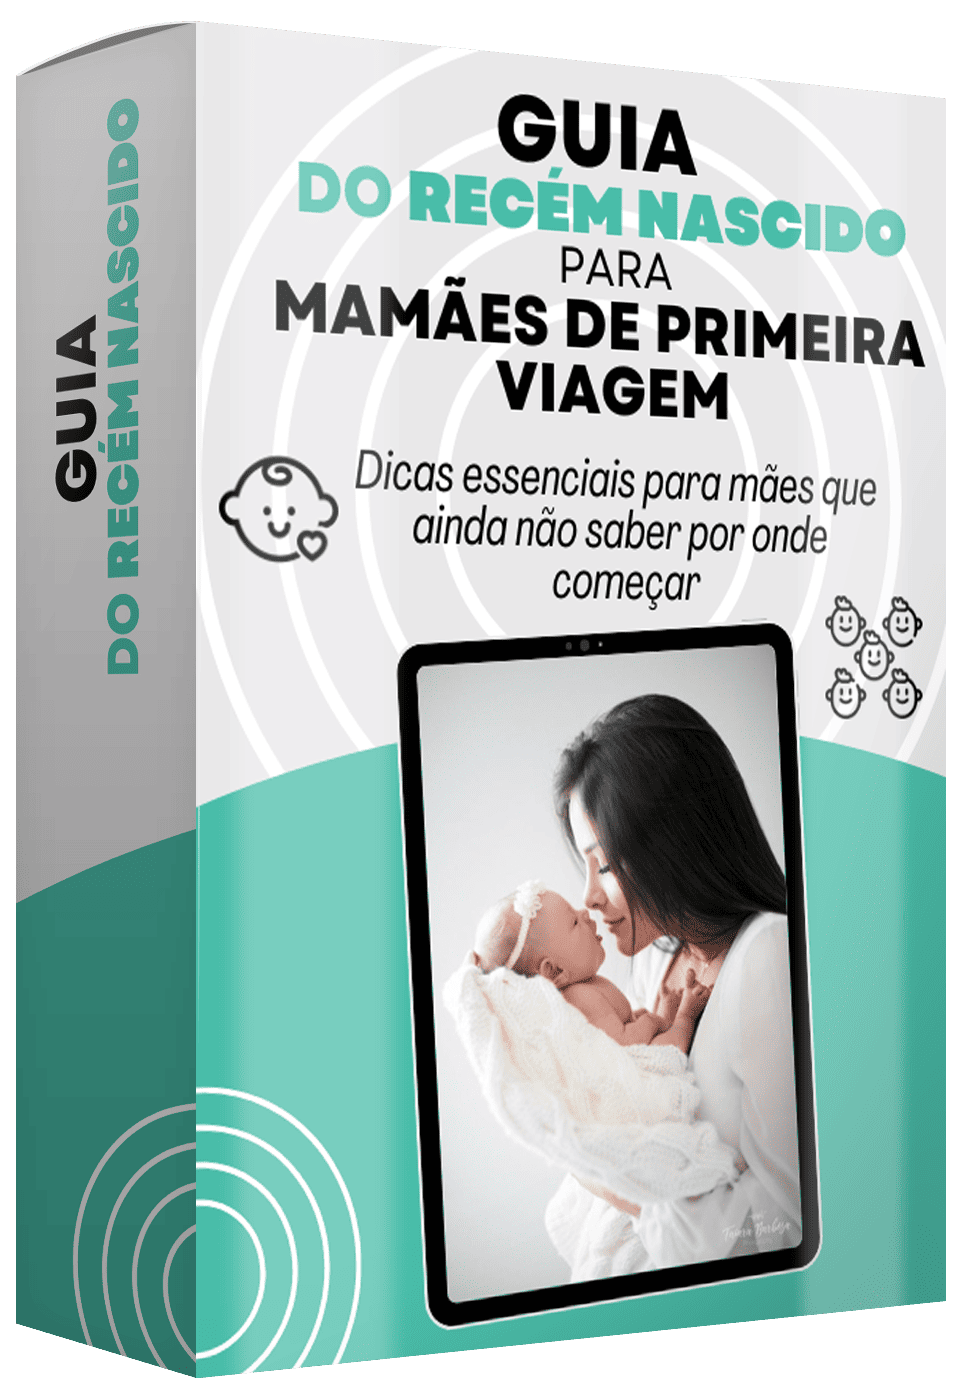 GUIA
DO RECÉM NASCIDO
PARA
MAMÃES DE PRIMEIRA
VIAGEM
Dicas essenciais para mães que
ainda não saber por onde
começar
GUIA
DO RECÉM NASCIDO